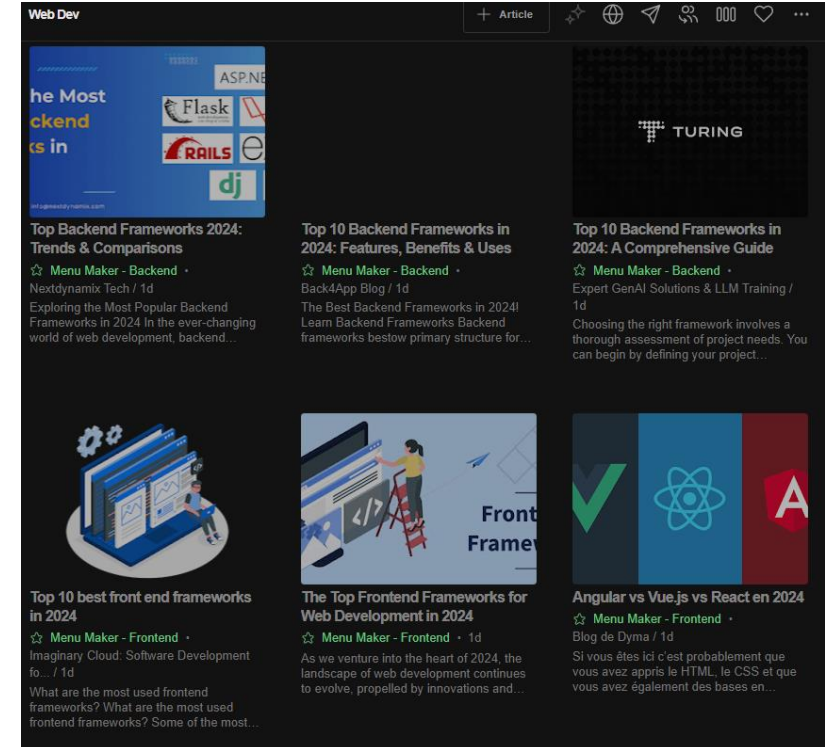 Web Dev
Article
ASP.NE
he Most
ckend
ks in
Flask
RAILS
dj
TURING
Top Backend Frameworks 2024:
Trends & Comparisons
Menu Maker - Backend •
Nextdynamix Tech / 1d
Exploring the Most Popular Backend
Frameworks in 2024 In the ever-changing
world of web development, backend…
Top 10 Backend Frameworks in
2024: Features, Benefits & Uses
Menu Maker - Backend •
Back4App Blog / 1d
The Best Backend Frameworks in 2024!
Learn Backend Frameworks Backend
frameworks bestow primary structure for…
Top 10 Backend Frameworks in
2024: A Comprehensive Guide
Menu Maker - Backend •
Expert GenAI Solutions & LLM Training /
1d
Choosing the right framework involves a
thorough assessment of project needs. You
can begin by defining your project…
Front
Frame
Top 10 best front end frameworks
in 2024
Menu Maker - Frontend •
Imaginary Cloud: Software Development
fo... / 1d
What are the most used frontend
frameworks? What are the most used
frontend frameworks? Some of the most…
The Top Frontend Frameworks for
Web Development in 2024
Menu Maker - Frontend • 1d
As we venture into the heart of 2024, the
landscape of web development continues
to evolve, propelled by innovations and…
Angular vs Vue.js vs React en 2024
Menu Maker - Frontend •
Blog de Dyma / 1d
Si vous êtes ici c'est probablement que
vous avez appris le HTML, le CSS et que
vous avez également des bases en…